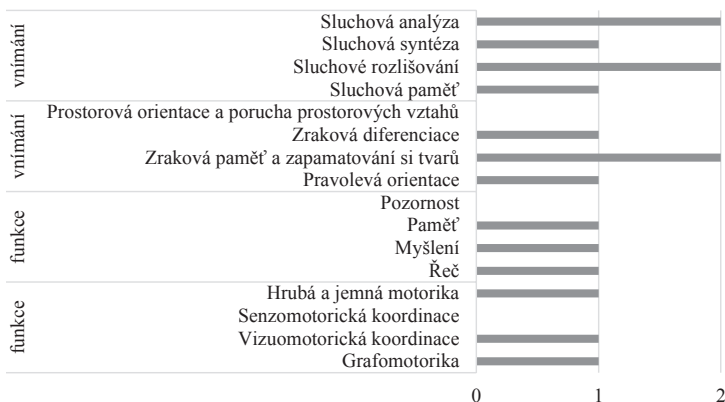 vnímání
Sluchová analýza
Sluchová syntéza
Sluchové rozlišování
Sluchová paměť
vnímání
Prostorová orientace a porucha prostorových vztahů
Zraková diferenciace
Zraková paměť a zapamatování si tvarů
Pravolevá orientace
funkce
Pozornost
Paměť
Myšlení
Řeč
funkce
Hrubá a jemná motorika
Senzomotorická koordinace
Vizuomotorická koordinace
Grafomotorika
0 1 2